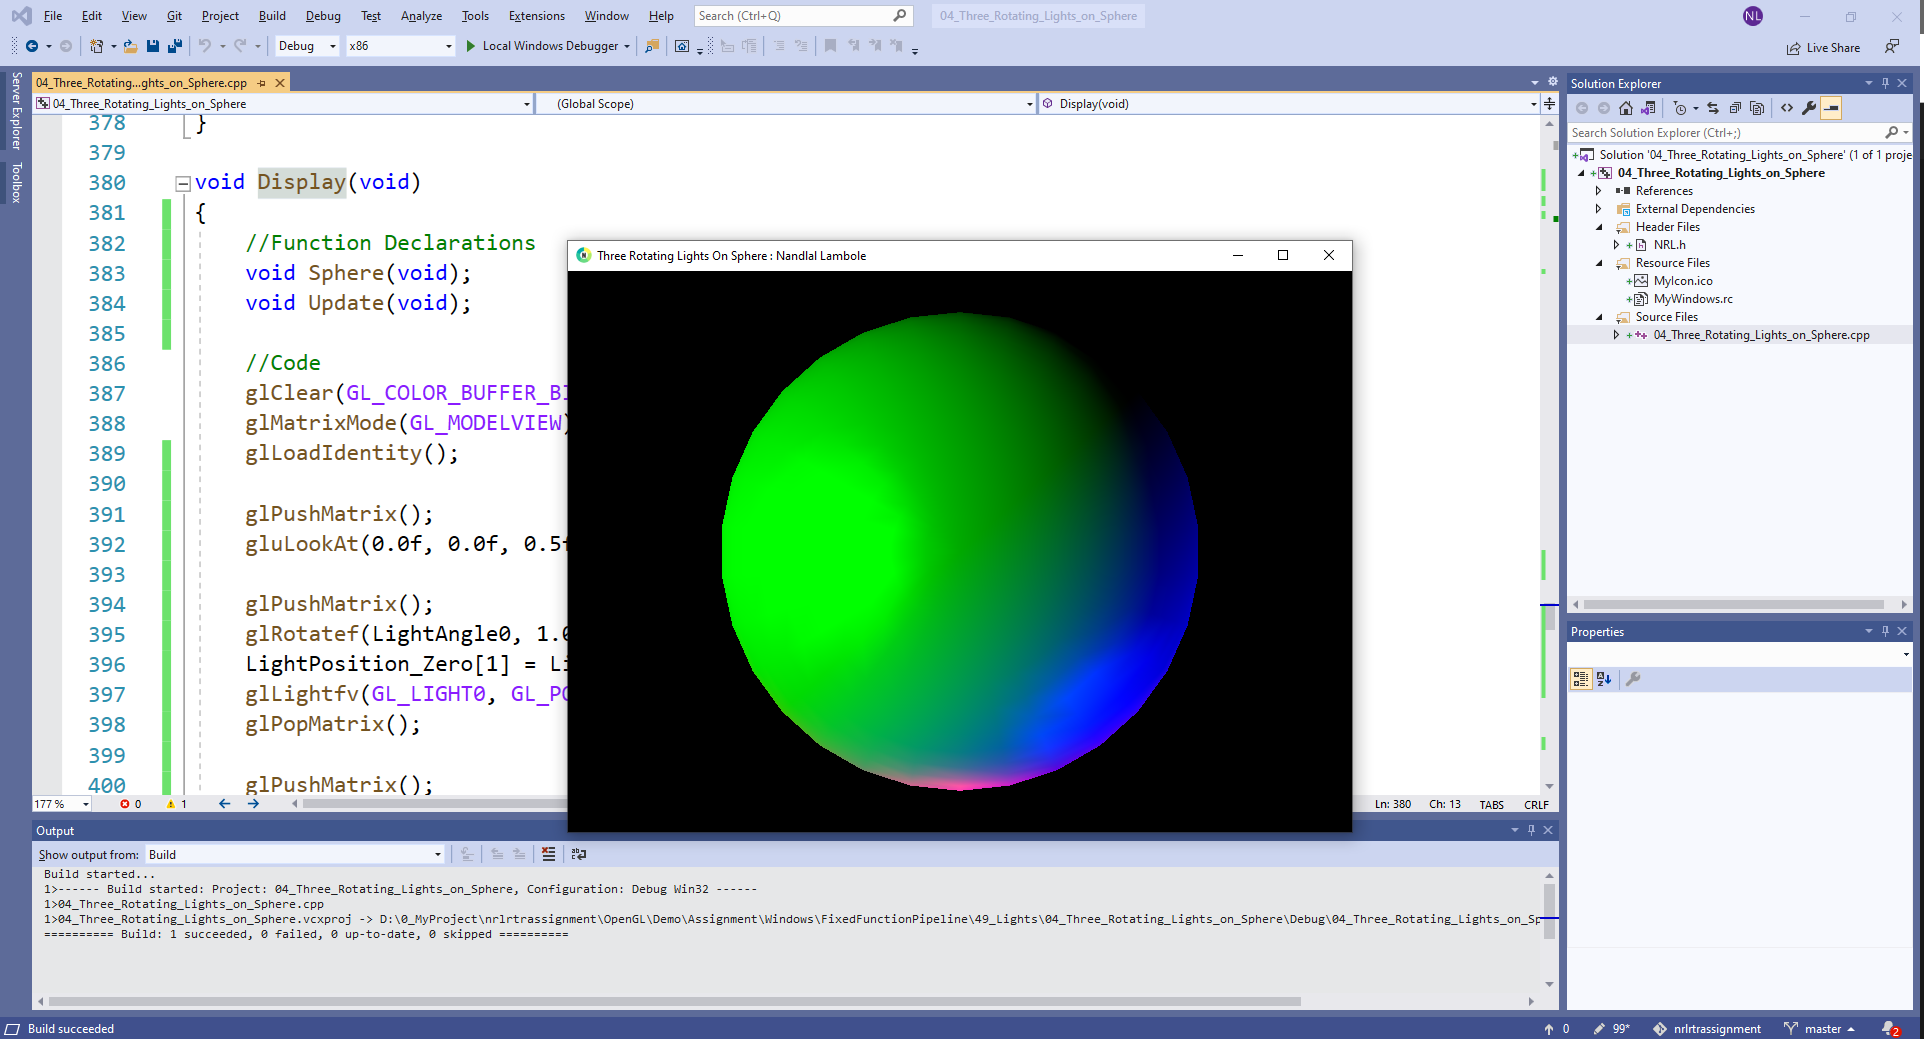 File Edit View Git Project Build Debug Test Analyze Tools Extensions Window Help Search (Ctrl+Q) 04_Three_Rotating_Lights_on_Sphere NL
Debug x86 Local Windows Debugger Live Share
Server Explorer
Toolbox
04_Three_Rotating...ghts_on_Sphere.cpp
04_Three_Rotating_Lights_on_Sphere (Global Scope) Display(void)
378 }
379
380 void Display(void)
381 {
382 //Function Declarations
383 void Sphere(void);
384 void Update(void);
385
386 //Code
387 glClear(GL_COLOR_BUFFER_BI
388 glMatrixMode(GL_MODELVIEW)
389 glLoadIdentity();
390
391 glPushMatrix();
392 gluLookAt(0.0f, 0.0f, 0.5f
393
394 glPushMatrix();
395 glRotatef(LightAngle0, 1.0
396 LightPosition_Zero[1] = Li
397 glLightfv(GL_LIGHT0, GL_PO
398 glPopMatrix();
399
400 glPushMatrix();
Three Rotating Lights On Sphere : Nandlal Lambole
177 % 0 1 Ln: 380 Ch: 13 TABS CRLF
Output
Show output from: Build
Build started...
1>------ Build started: Project: 04_Three_Rotating_Lights_on_Sphere, Configuration: Debug Win32 ------
1>04_Three_Rotating_Lights_on_Sphere.cpp
1>04_Three_Rotating_Lights_on_Sphere.vcxproj -> D:\0_MyProject\nrlrtrassignment\OpenGL\Demo\Assignment\Windows\FixedFunctionPipeline\49_Lights\04_Three_Rotating_Lights_on_Sphere\Debug\04_Three_Rotating_Lights_on_Sp
========== Build: 1 succeeded, 0 failed, 0 up-to-date, 0 skipped ==========
Solution Explorer
Search Solution Explorer (Ctrl+;)
Solution '04_Three_Rotating_Lights_on_Sphere' (1 of 1 proje
04_Three_Rotating_Lights_on_Sphere
References
External Dependencies
Header Files
NRL.h
Resource Files
MyIcon.ico
MyWindows.rc
Source Files
04_Three_Rotating_Lights_on_Sphere.cpp
Properties
Build succeeded 0 99* nrlrtrassignment master 2